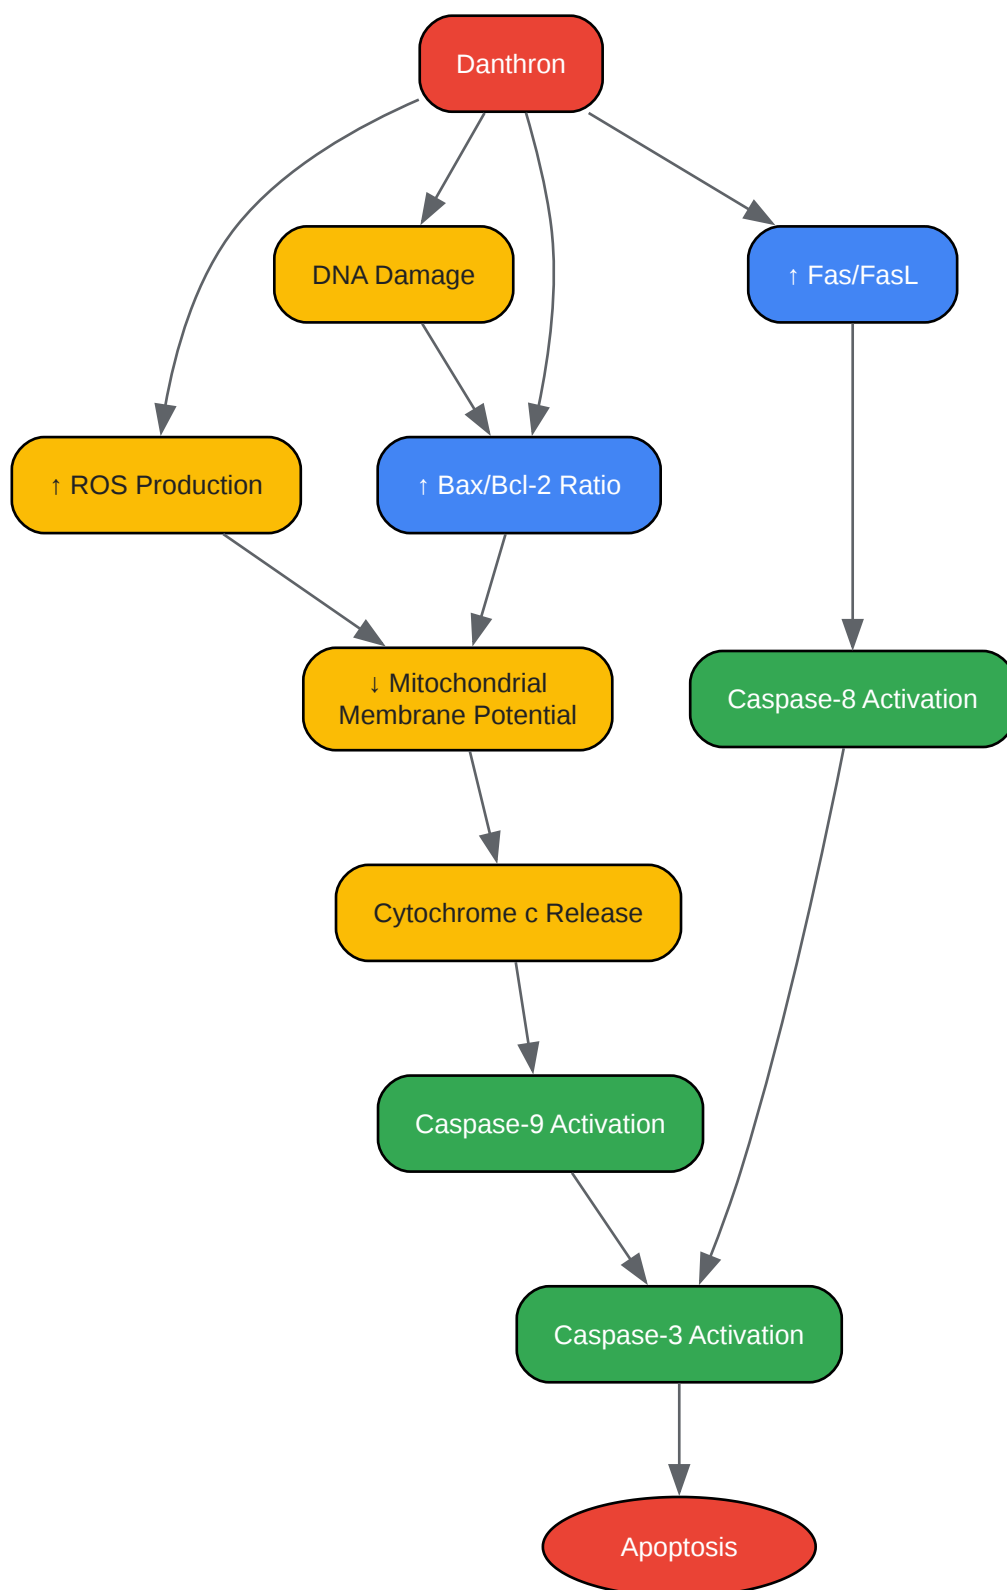 Danthron
DNA Damage
↑ Fas/FasL
↑ ROS Production
↑ Bax/Bcl-2 Ratio
↓ Mitochondrial
Membrane Potential
Caspase-8 Activation
Cytochrome c Release
Caspase-9 Activation
Caspase-3 Activation
Apoptosis